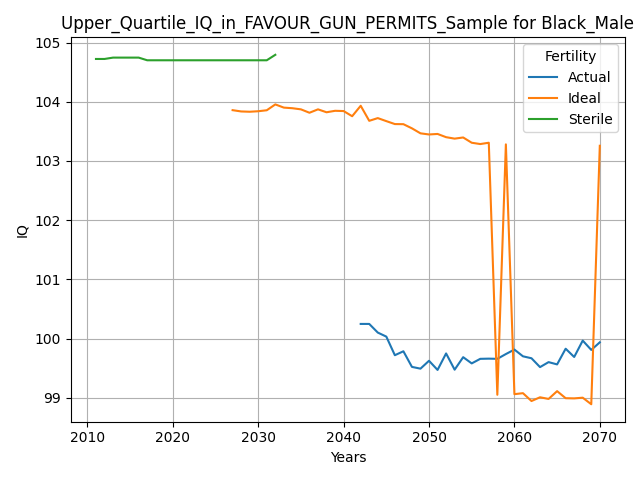 Upper_Quartile_IQ_in_FAVOUR_GUN_PERMITS_Sample for Black_Male
105
104
103
102
101
100
99
IQ
Fertility
Actual
Ideal
Sterile
2010 2020 2030 2040 2050 2060 2070
Years